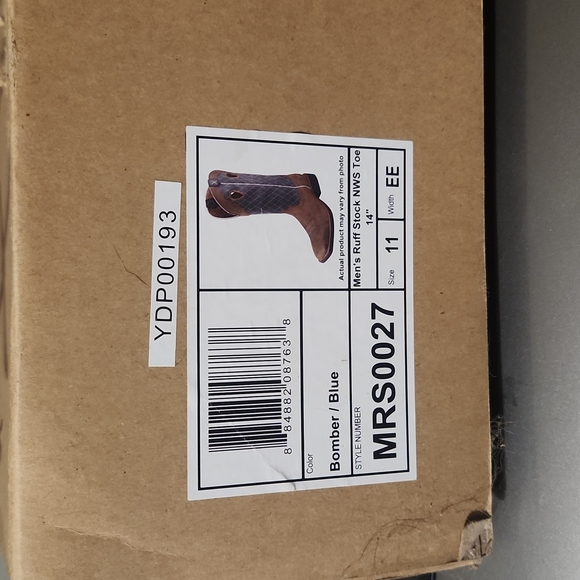 YDP00193
8 84882 08763 8
Color
Bomber / Blue
STYLE NUMBER
MRS0027
Actual product may vary from photo
Men's Ruff Stock NWS Toe
14"
Size
11
Width
EE